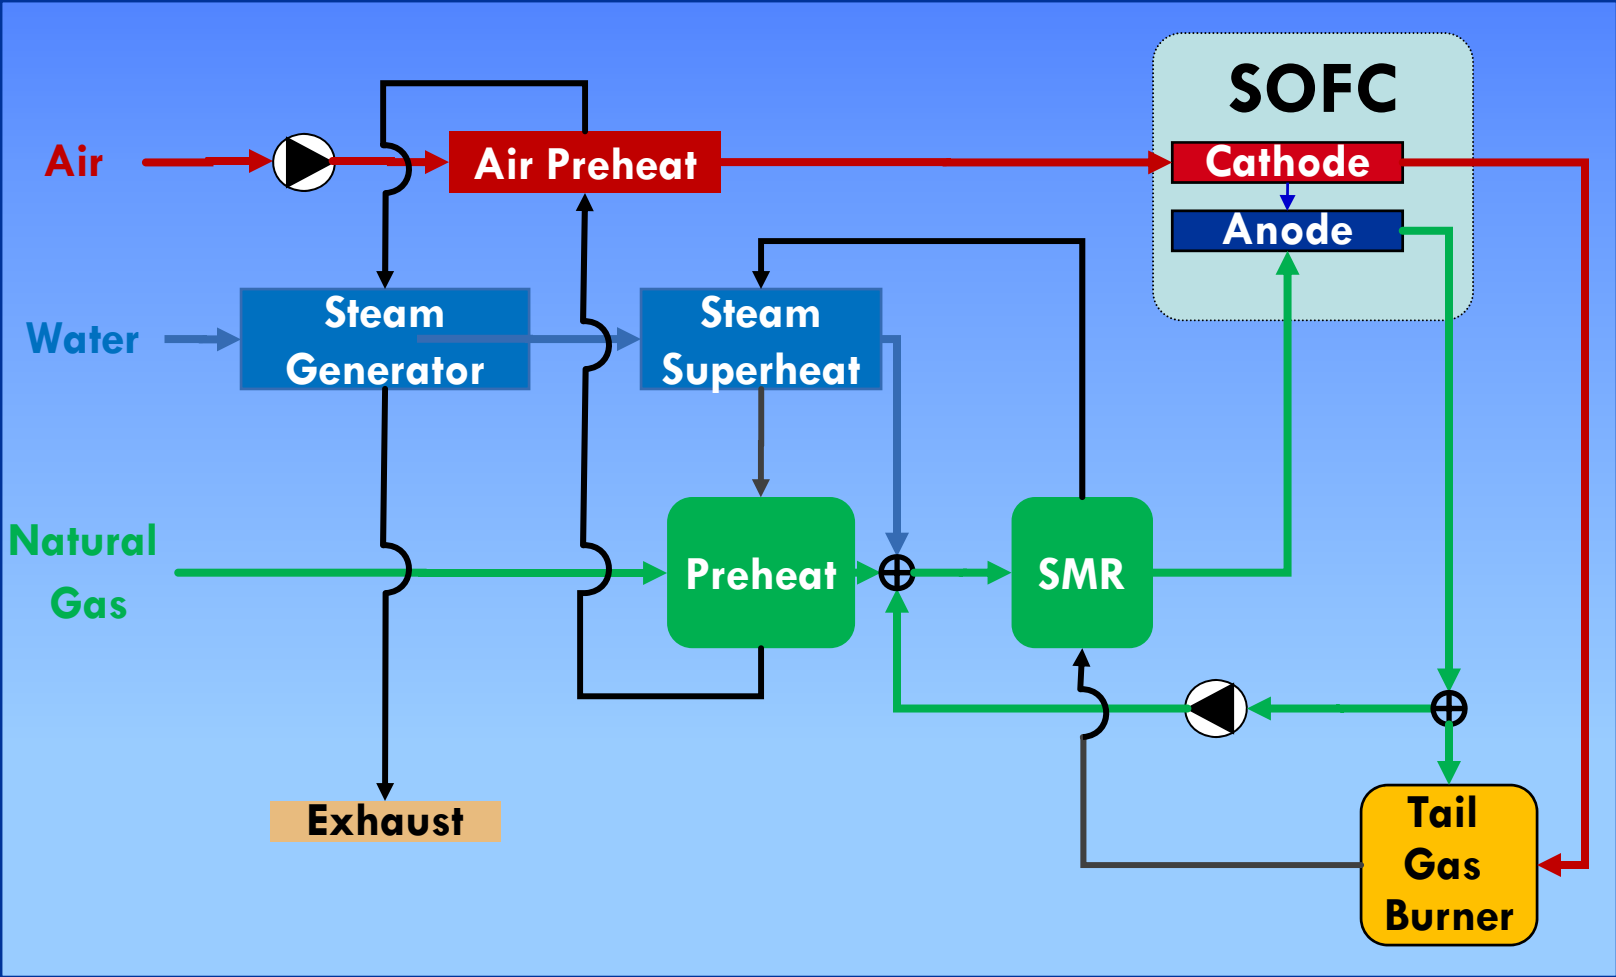 SOFC
Air
Air Preheat
Cathode
Anode
Water
Steam
Generator
Steam
Superheat
Natural
Gas
Preheat
SMR
Exhaust
Tail
Gas
Burner